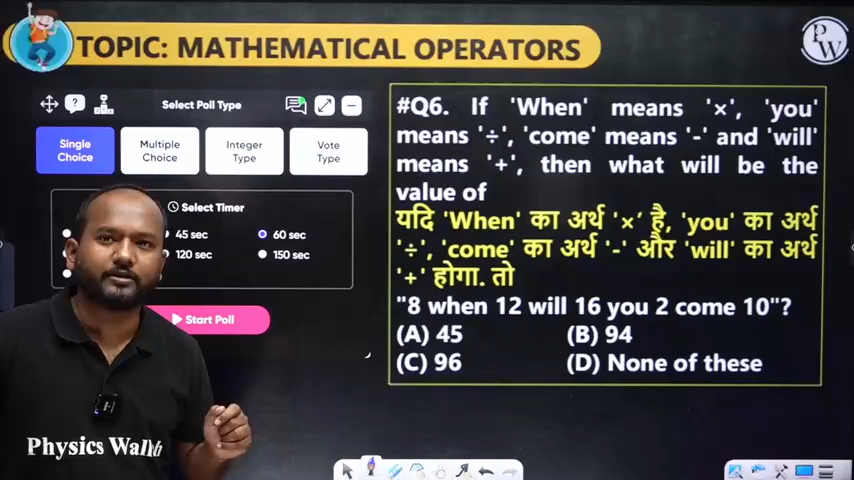 TOPIC: MATHEMATICAL OPERATORS
PW
Select Poll Type
Single Choice
Multiple Choice
Integer Type
Vote Type
Select Timer
45 sec
60 sec
120 sec
150 sec
Start Poll
#Q6. If 'When' means '×', 'you'
means '÷', 'come' means '-' and 'will'
means '+', then what will be the
value of
यदि 'When' का अर्थ '×' है, 'you' का अर्थ
'÷', 'come' का अर्थ '-' और 'will' का अर्थ
'+' होगा. तो
"8 when 12 will 16 you 2 come 10"?
(A) 45 (B) 94
(C) 96 (D) None of these
Physics Wallah